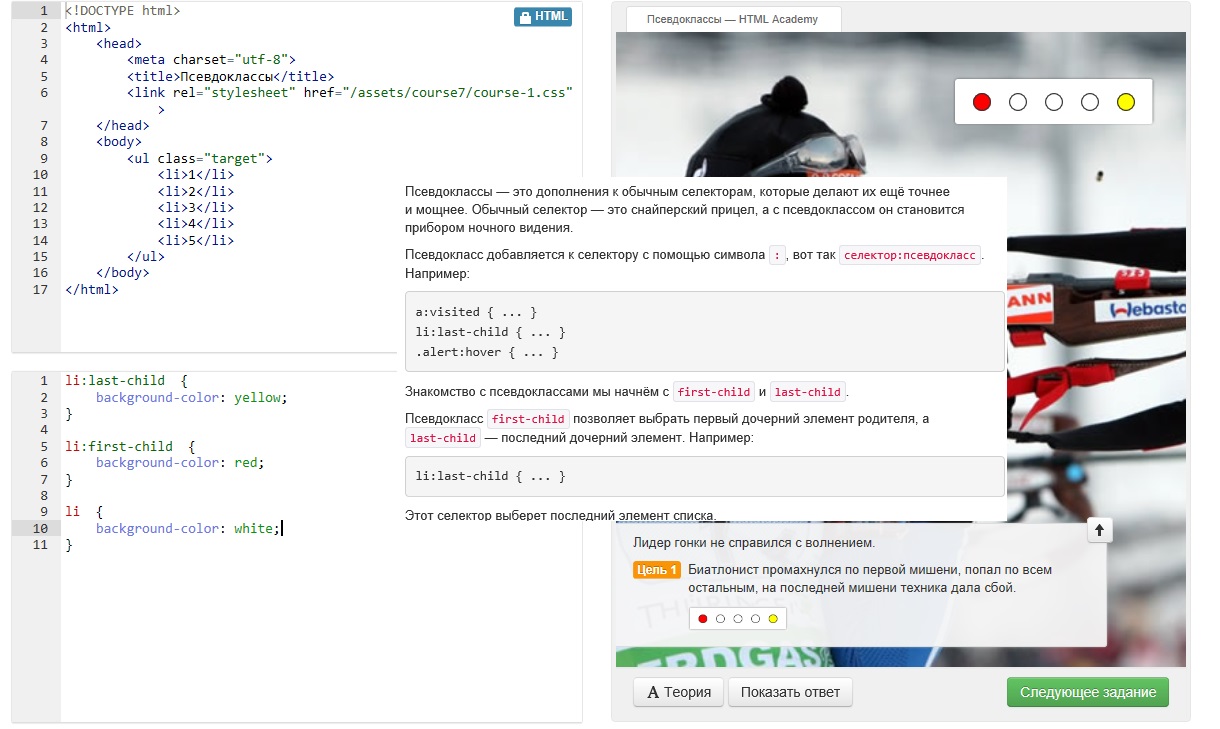 1 <!DOCTYPE html>
2 <html>
3 <head>
4 <meta charset="utf-8">
5 <title>Псевдоклассы</title>
6 <link rel="stylesheet" href="/assets/course7/course-1.css"
>
7 </head>
8 <body>
9 <ul class="target">
10 <li>1</li>
11 <li>2</li>
12 <li>3</li>
13 <li>4</li>
14 <li>5</li>
15 </ul>
16 </body>
17 </html>
HTML
1 li:last-child {
2 background-color: yellow;
3 }
4
5 li:first-child {
6 background-color: red;
7 }
8
9 li {
10 background-color: white;
11 }
Псевдоклассы — HTML Academy
Псевдоклассы — это дополнения к обычным селекторам, которые делают их ещё точнее
и мощнее. Обычный селектор — это снайперский прицел, а с псевдоклассом он становится
прибором ночного видения.
Псевдокласс добавляется к селектору с помощью символа :, вот так селектор:псевдокласс.
Например:
a:visited { ... }
li:last-child { ... }
.alert:hover { ... }
Знакомство с псевдоклассами мы начнём с first-child и last-child.
Псевдокласс first-child позволяет выбрать первый дочерний элемент родителя, а
last-child — последний дочерний элемент. Например:
li:last-child { ... }
Этот селектор выберет последний элемент списка.
ANN
Webasto
Лидер гонки не справился с волнением.
Цель 1 Биатлонист промахнулся по первой мишени, попал по всем
остальным, на последней мишени техника дала сбой.
ERDGAS
A Теория
Показать ответ
Следующее задание